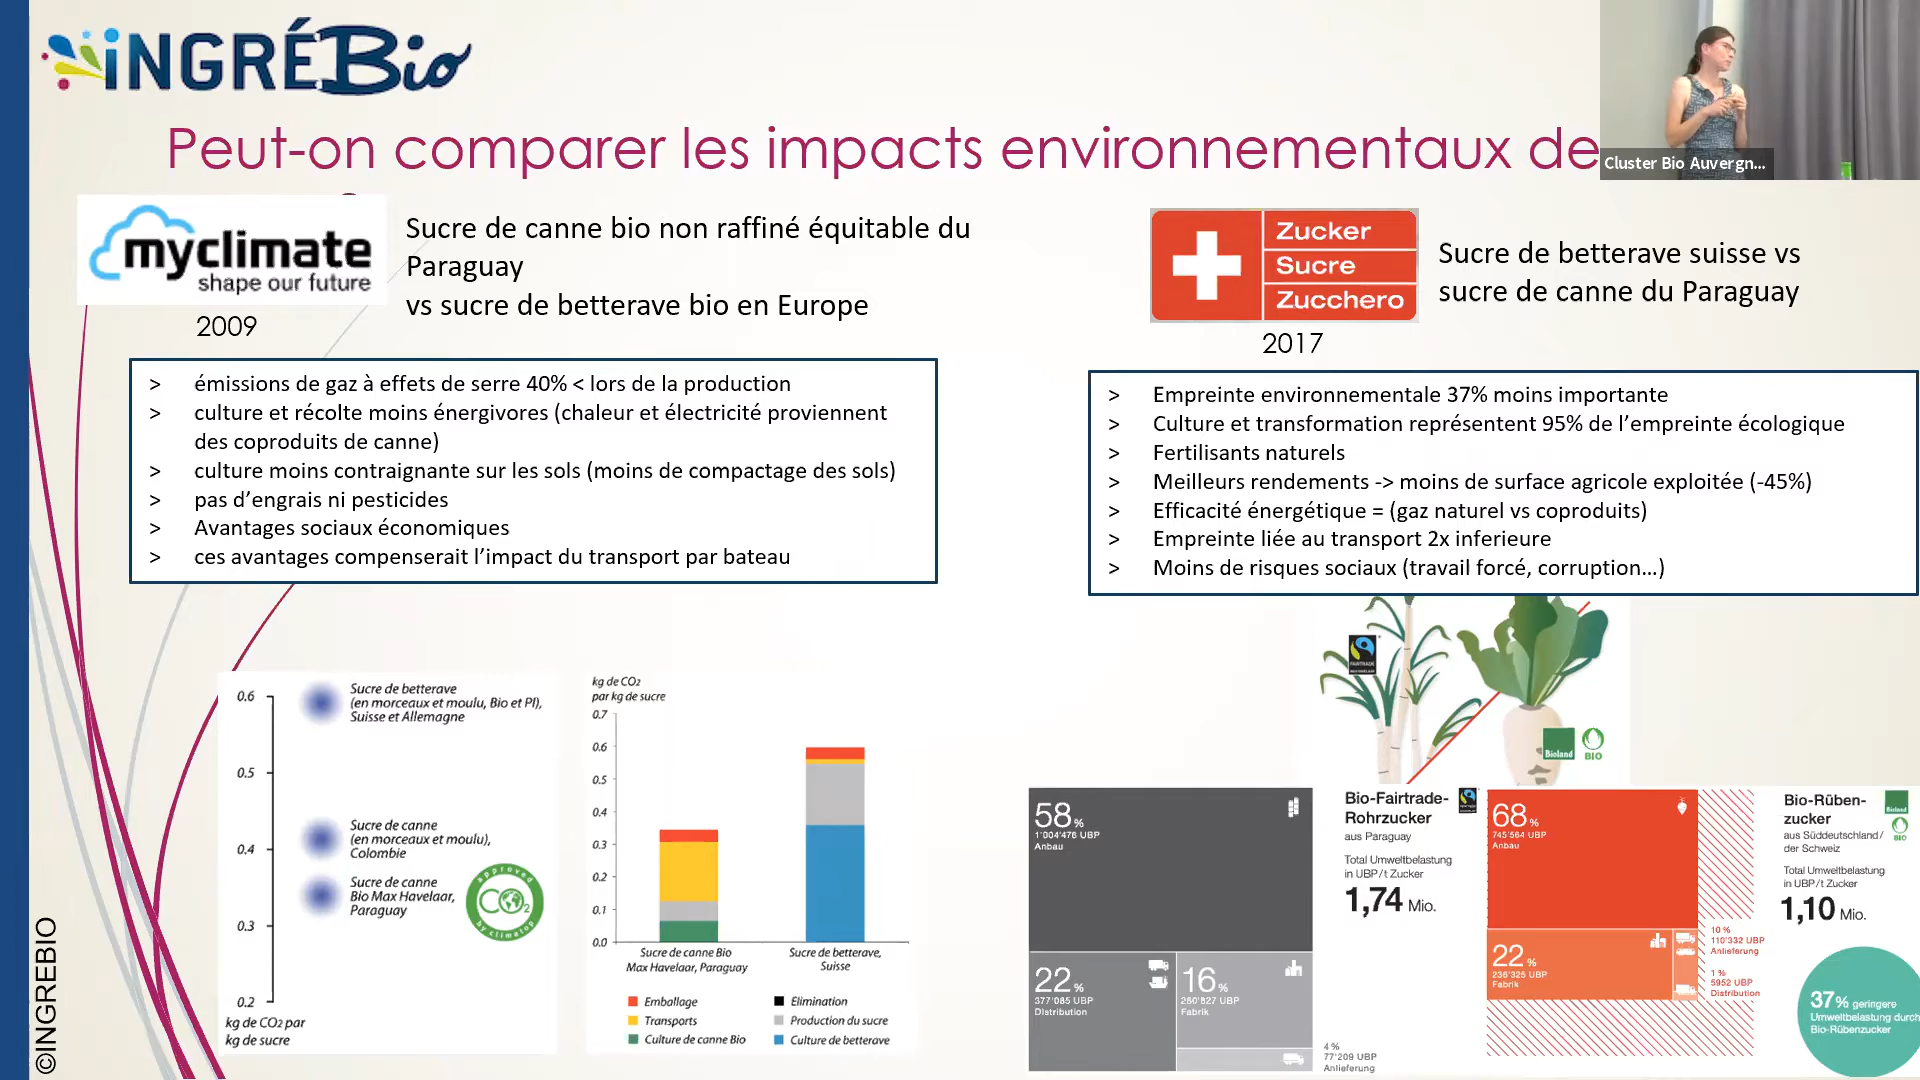 iNGRÉBio
Peut-on comparer les impacts environnementaux de
Cluster Bio Auvergn...
myclimate
shape our future
2009
Sucre de canne bio non raffiné équitable du
Paraguay
vs sucre de betterave bio en Europe
> émissions de gaz à effets de serre 40% < lors de la production
> culture et récolte moins énergivores (chaleur et électricité proviennent
des coproduits de canne)
> culture moins contraignante sur les sols (moins de compactage des sols)
> pas d'engrais ni pesticides
> Avantages sociaux économiques
> ces avantages compenserait l'impact du transport par bateau
Zucker
Sucre
Zucchero
2017
Sucre de betterave suisse vs
sucre de canne du Paraguay
> Empreinte environnementale 37% moins importante
> Culture et transformation représentent 95% de l'empreinte écologique
> Fertilisants naturels
> Meilleurs rendements -> moins de surface agricole exploitée (-45%)
> Efficacité énergétique = (gaz naturel vs coproduits)
> Empreinte liée au transport 2x inferieure
> Moins de risques sociaux (travail forcé, corruption...)
0.6
0.5
0.4
0.3
0.2
kg de CO2 par
kg de sucre
Sucre de betterave
(en morceaux et moulu, Bio et PI),
Suisse et Allemagne
Sucre de canne
(en morceaux et moulu),
Colombie
Sucre de canne
Bio Max Havelaar,
Paraguay
approved
CO2
by climatop
kg de CO2
par kg de sucre
0.7
0.6
0.5
0.4
0.3
0.2
0.1
0.0
Sucre de canne Bio
Max Havelaar, Paraguay
Sucre de betterave,
Suisse
Emballage
Transports
Culture de canne Bio
Elimination
Production du sucre
Culture de betterave
FAIRTRADE
Bioland
BIO
58%
1'004'476 UBP
Anbau
22%
377'085 UBP
Distribution
16%
280'827 UBP
Fabrik
4 %
77'209 UBP
Anlieferung
Bio-Fairtrade-
Rohrzucker
aus Paraguay
Total Umweltbelastung
in UBP/t Zucker
1,74 Mio.
68%
745'564 UBP
Anbau
22%
236'325 UBP
Fabrik
10 %
110'332 UBP
Anlieferung
1 %
5952 UBP
Distribution
Bio-Rüben-
zucker
aus Süddeutschland/
der Schweiz
Total Umweltbelastung
in UBP/t Zucker
1,10 Mio.
37% geringere
Umweltbelastung durch
Bio-Rübenzucker
©INGREBIO